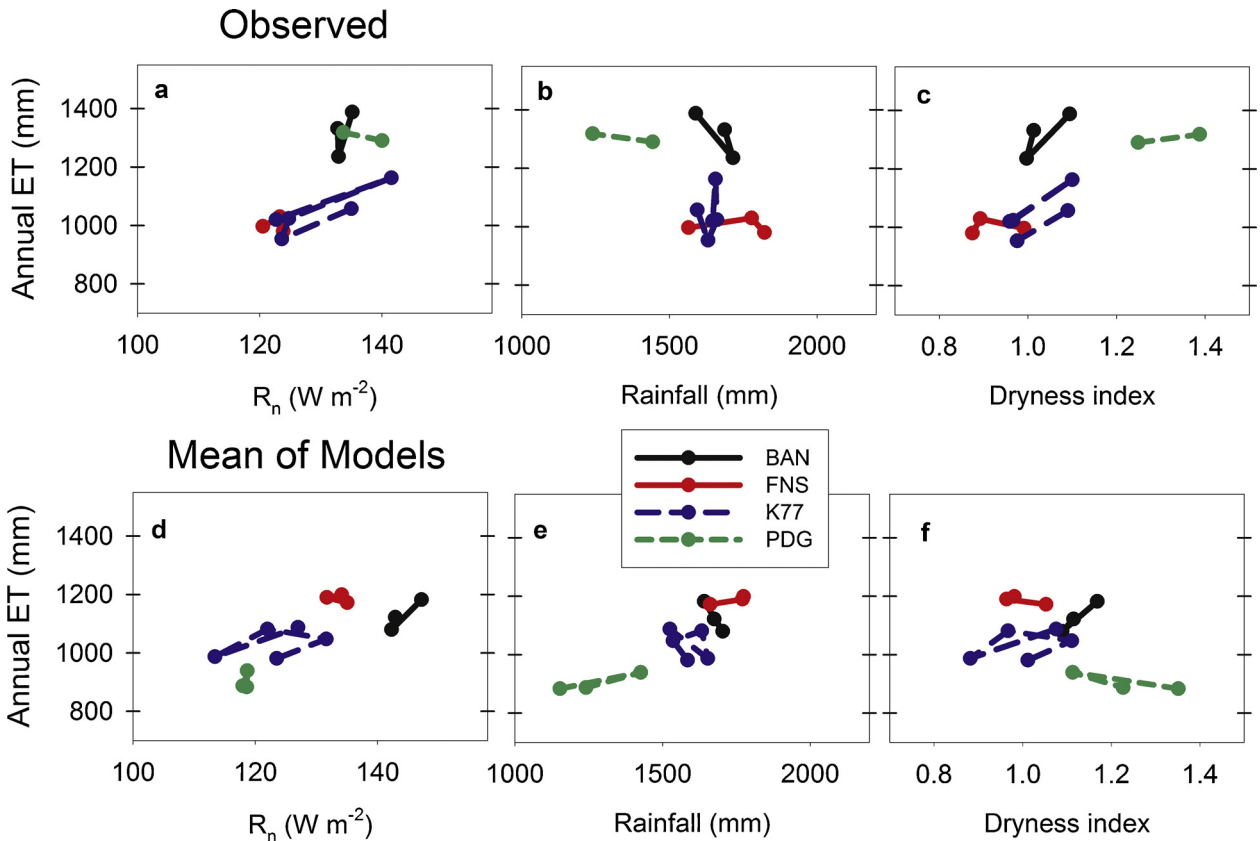 Observed
a
b
c
Annual ET (mm)
1400
1200
1000
800
100
120
140
1000
1500
2000
0.8
1.0
1.2
1.4
Rn (W m-2)
Rainfall (mm)
Dryness index
Mean of Models
BAN
FNS
K77
PDG
d
e
f
Annual ET (mm)
1400
1200
1000
800
100
120
140
1000
1500
2000
0.8
1.0
1.2
1.4
Rn (W m-2)
Rainfall (mm)
Dryness index